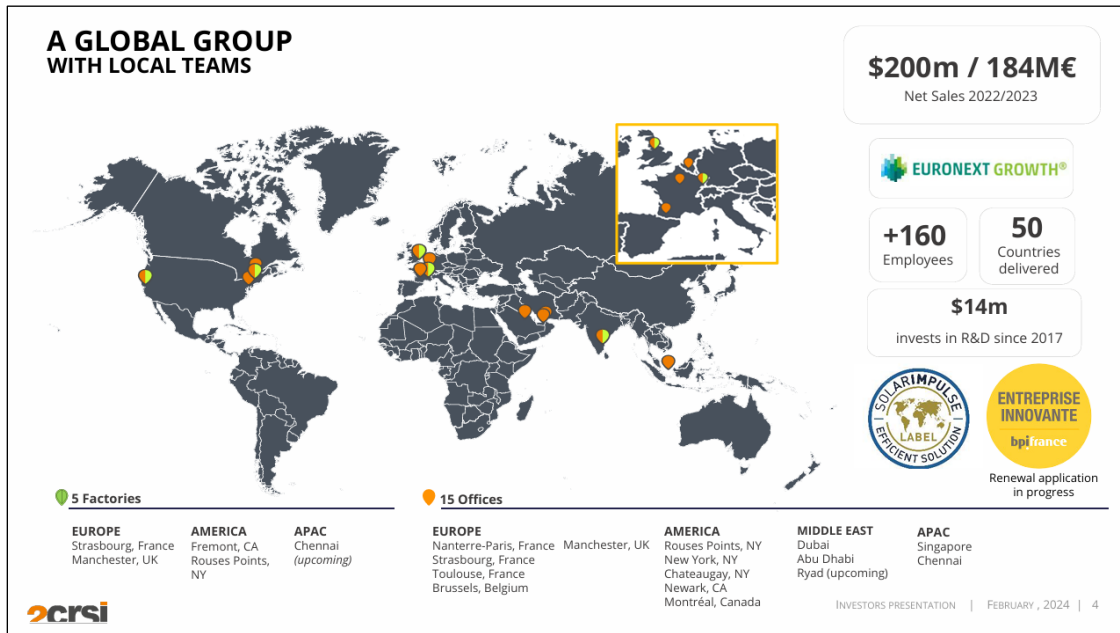 A GLOBAL GROUP
WITH LOCAL TEAMS
$200m / 184M€
Net Sales 2022/2023
EURONEXT GROWTH®
+160
Employees
50
Countries
delivered
$14m
invests in R&D since 2017
SOLARIMPULSE
EFFICIENT SOLUTION
LABEL
ENTREPRISE
INNOVANTE
bpifrance
Renewal application
in progress
5 Factories
EUROPE
Strasbourg, France
Manchester, UK
AMERICA
Fremont, CA
Rouses Points,
NY
APAC
Chennai
(upcoming)
15 Offices
EUROPE
Nanterre-Paris, France Manchester, UK
Strasbourg, France
Toulouse, France
Brussels, Belgium
AMERICA
Rouses Points, NY
New York, NY
Chateaugay, NY
Newark, CA
Montréal, Canada
MIDDLE EAST
Dubai
Abu Dhabi
Ryad (upcoming)
APAC
Singapore
Chennai
2crsi
INVESTORS PRESENTATION | FEBRUARY , 2024 | 4